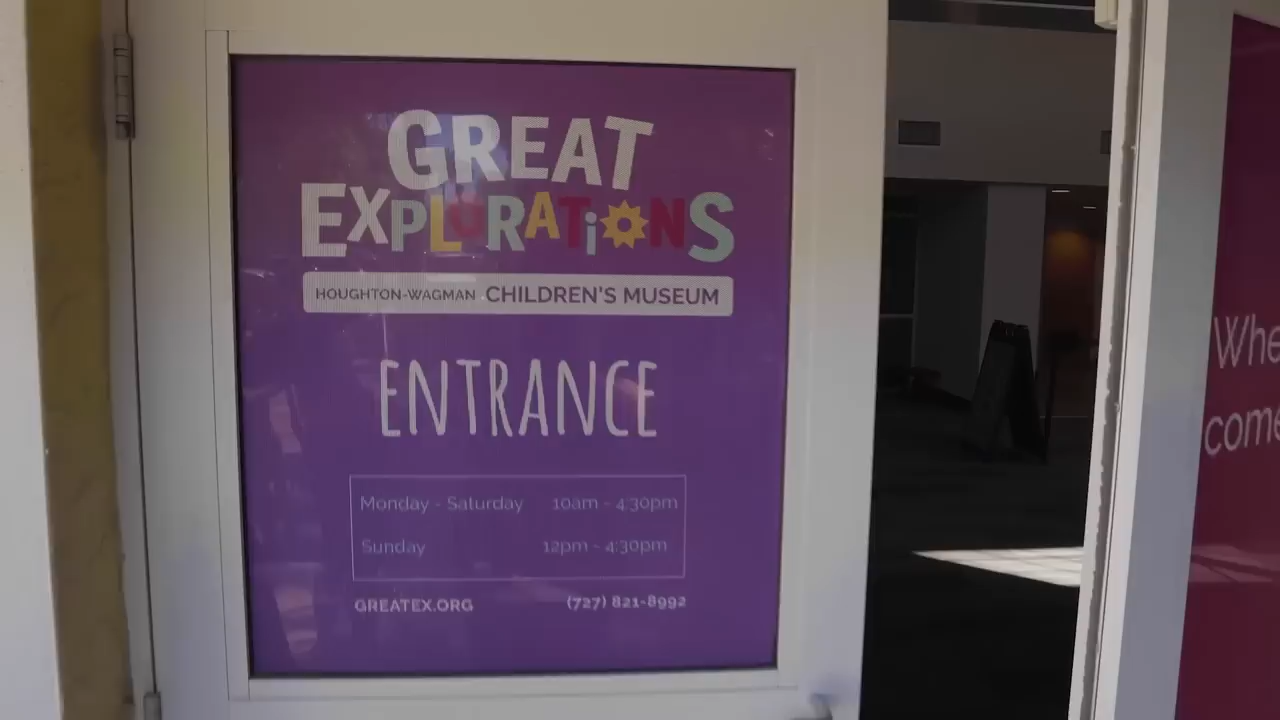 GREAT
EXPLORATiONS
HOUGHTON-WAGMAN CHILDREN'S MUSEUM
ENTRANCE
Monday - Saturday 10am - 4:30pm
Sunday 12pm - 4:30pm
GREATEX.ORG (727) 821-8992
come